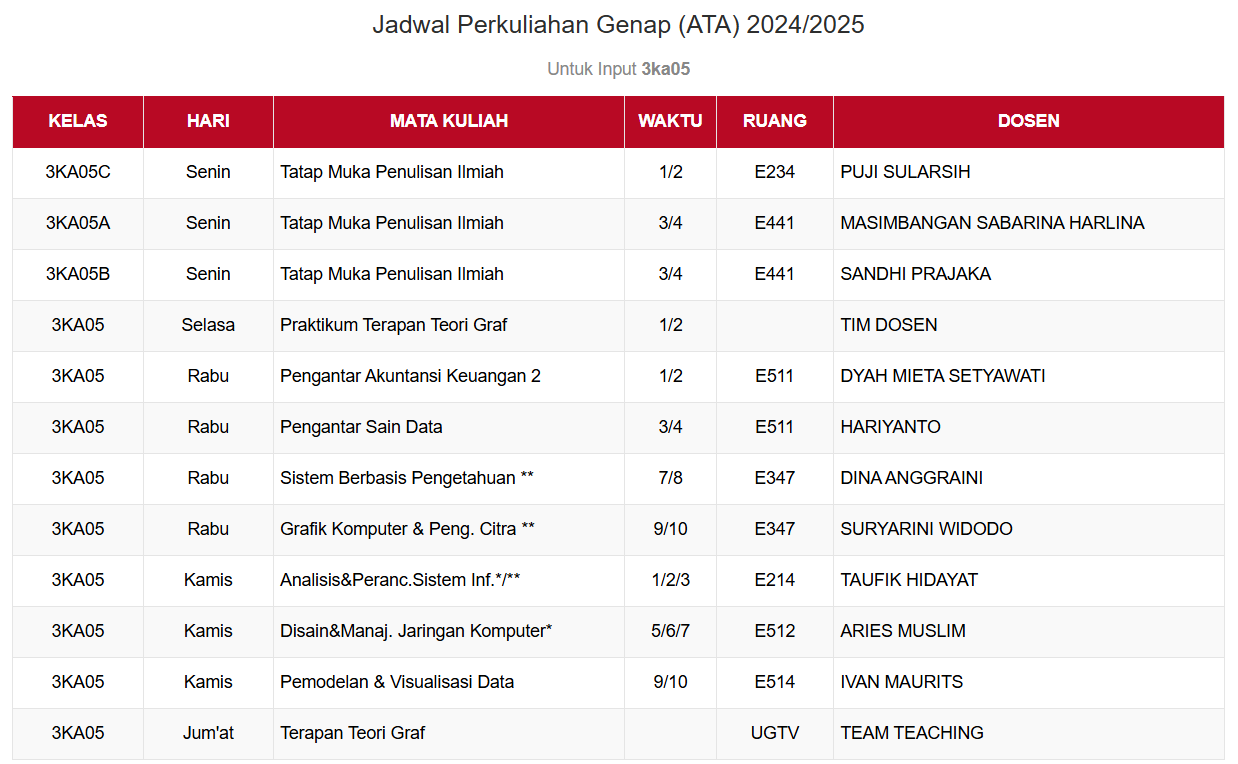 Jadwal Perkuliahan Genap (ATA) 2024/2025
Untuk Input 3ka05
KELAS HARI MATA KULIAH WAKTU RUANG DOSEN
3KA05C Senin Tatap Muka Penulisan Ilmiah 1/2 E234 PUJI SULARSIH
3KA05A Senin Tatap Muka Penulisan Ilmiah 3/4 E441 MASIMBANGAN SABARINA HARLINA
3KA05B Senin Tatap Muka Penulisan Ilmiah 3/4 E441 SANDHI PRAJAKA
3KA05 Selasa Praktikum Terapan Teori Graf 1/2 TIM DOSEN
3KA05 Rabu Pengantar Akuntansi Keuangan 2 1/2 E511 DYAH MIETA SETYAWATI
3KA05 Rabu Pengantar Sain Data 3/4 E511 HARIYANTO
3KA05 Rabu Sistem Berbasis Pengetahuan ** 7/8 E347 DINA ANGGRAINI
3KA05 Rabu Grafik Komputer & Peng. Citra ** 9/10 E347 SURYARINI WIDODO
3KA05 Kamis Analisis&Peranc.Sistem Inf.*/** 1/2/3 E214 TAUFIK HIDAYAT
3KA05 Kamis Disain&Manaj. Jaringan Komputer* 5/6/7 E512 ARIES MUSLIM
3KA05 Kamis Pemodelan & Visualisasi Data 9/10 E514 IVAN MAURITS
3KA05 Jum'at Terapan Teori Graf UGTV TEAM TEACHING